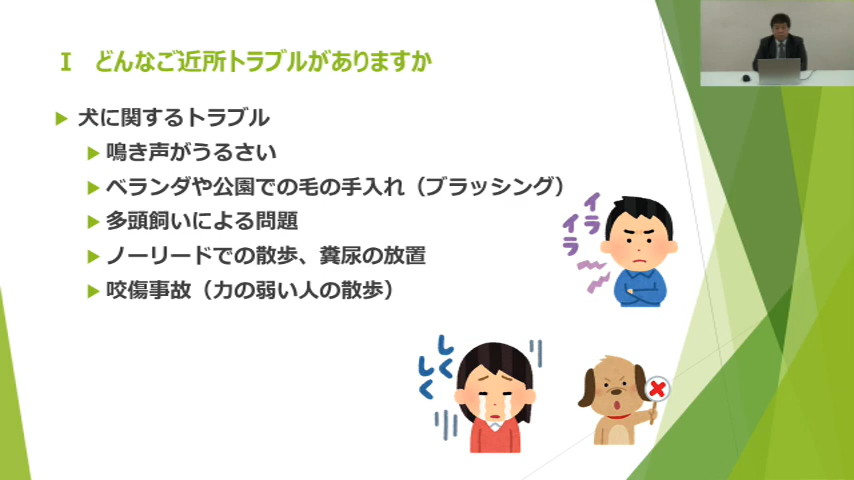 Ⅰ どんなご近所トラブルがありますか
犬に関するトラブル
鳴き声がうるさい
ベランダや公園での毛の手入れ（ブラッシング）
多頭飼いによる問題
ノーリードでの散歩、糞尿の放置
咬傷事故（力の弱い人の散歩）
イライラ
しくしく